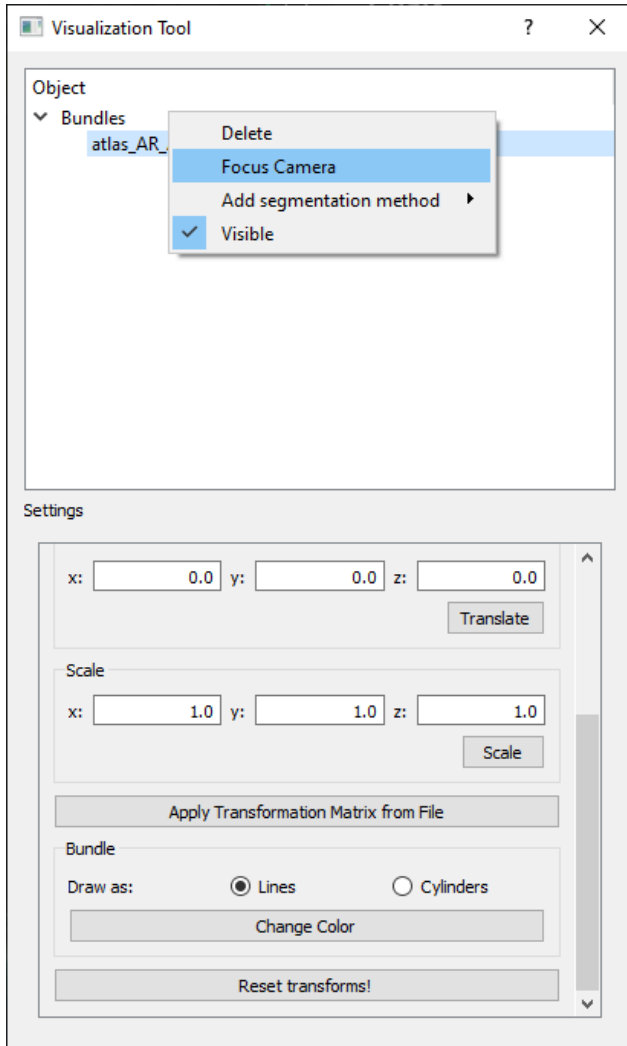 Visualization Tool ? ×
Object
Bundles
atlas_AR_
Delete
Focus Camera
Add segmentation method
Visible
Settings
x: 0.0 y: 0.0 z: 0.0
Translate
Scale
x: 1.0 y: 1.0 z: 1.0
Scale
Apply Transformation Matrix from File
Bundle
Draw as: Lines Cylinders
Change Color
Reset transforms!